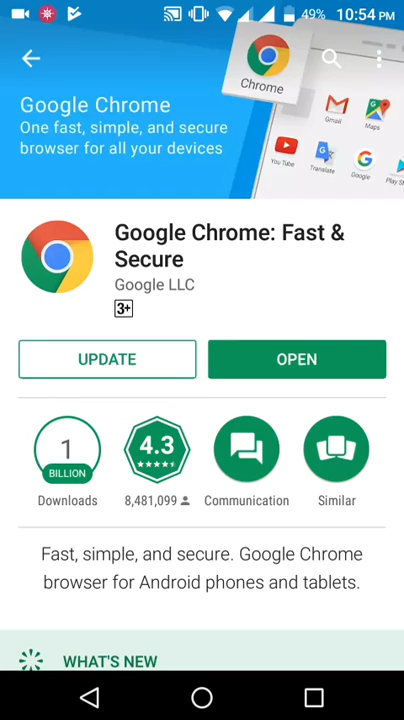 49% 10:54 PM
Chrome
Google Chrome
One fast, simple, and secure
browser for all your devices
Gmail
Maps
You Tube
Translate
Google
Google Chrome: Fast &
Secure
Google LLC
3+
UPDATE
OPEN
1
BILLION
4.3
Downloads
8,481,099
Communication
Similar
Fast, simple, and secure. Google Chrome
browser for Android phones and tablets.
WHAT'S NEW